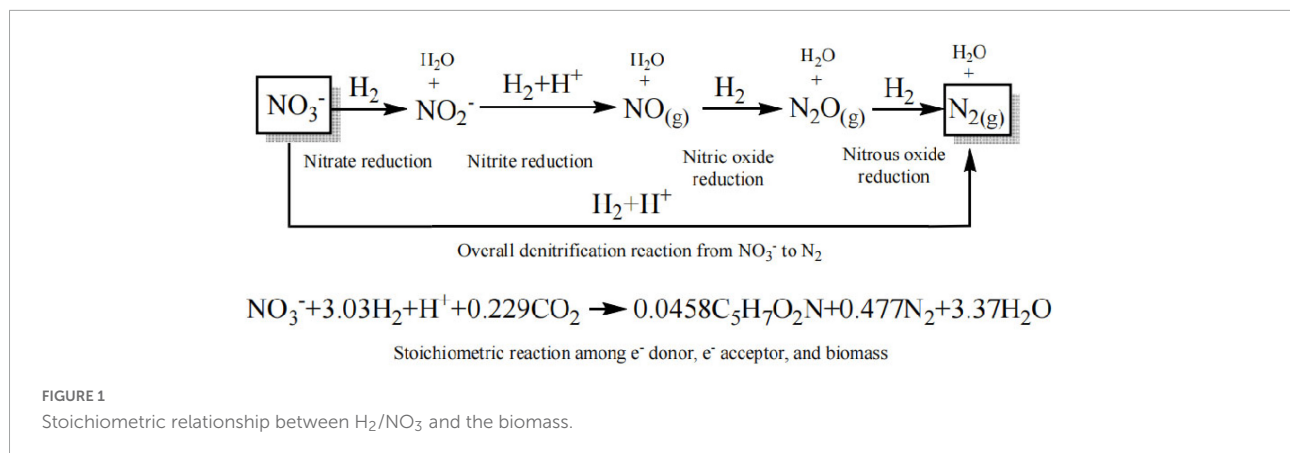 H₂O H₂O H₂O H₂O
+ + + +
NO₃⁻ H₂ NO₂⁻ H₂+H⁺ NO(g) H₂ N₂O(g) H₂ N₂(g)
Nitrate reduction Nitrite reduction Nitric oxide reduction Nitrous oxide reduction
H₂+H⁺
Overall denitrification reaction from NO₃⁻ to N₂
NO₃⁻+3.03H₂+H⁺+0.229CO₂ → 0.0458C₅H₇O₂N+0.477N₂+3.37H₂O
Stoichiometric reaction among e⁻ donor, e⁻ acceptor, and biomass
FIGURE 1
Stoichiometric relationship between H₂/NO₃ and the biomass.